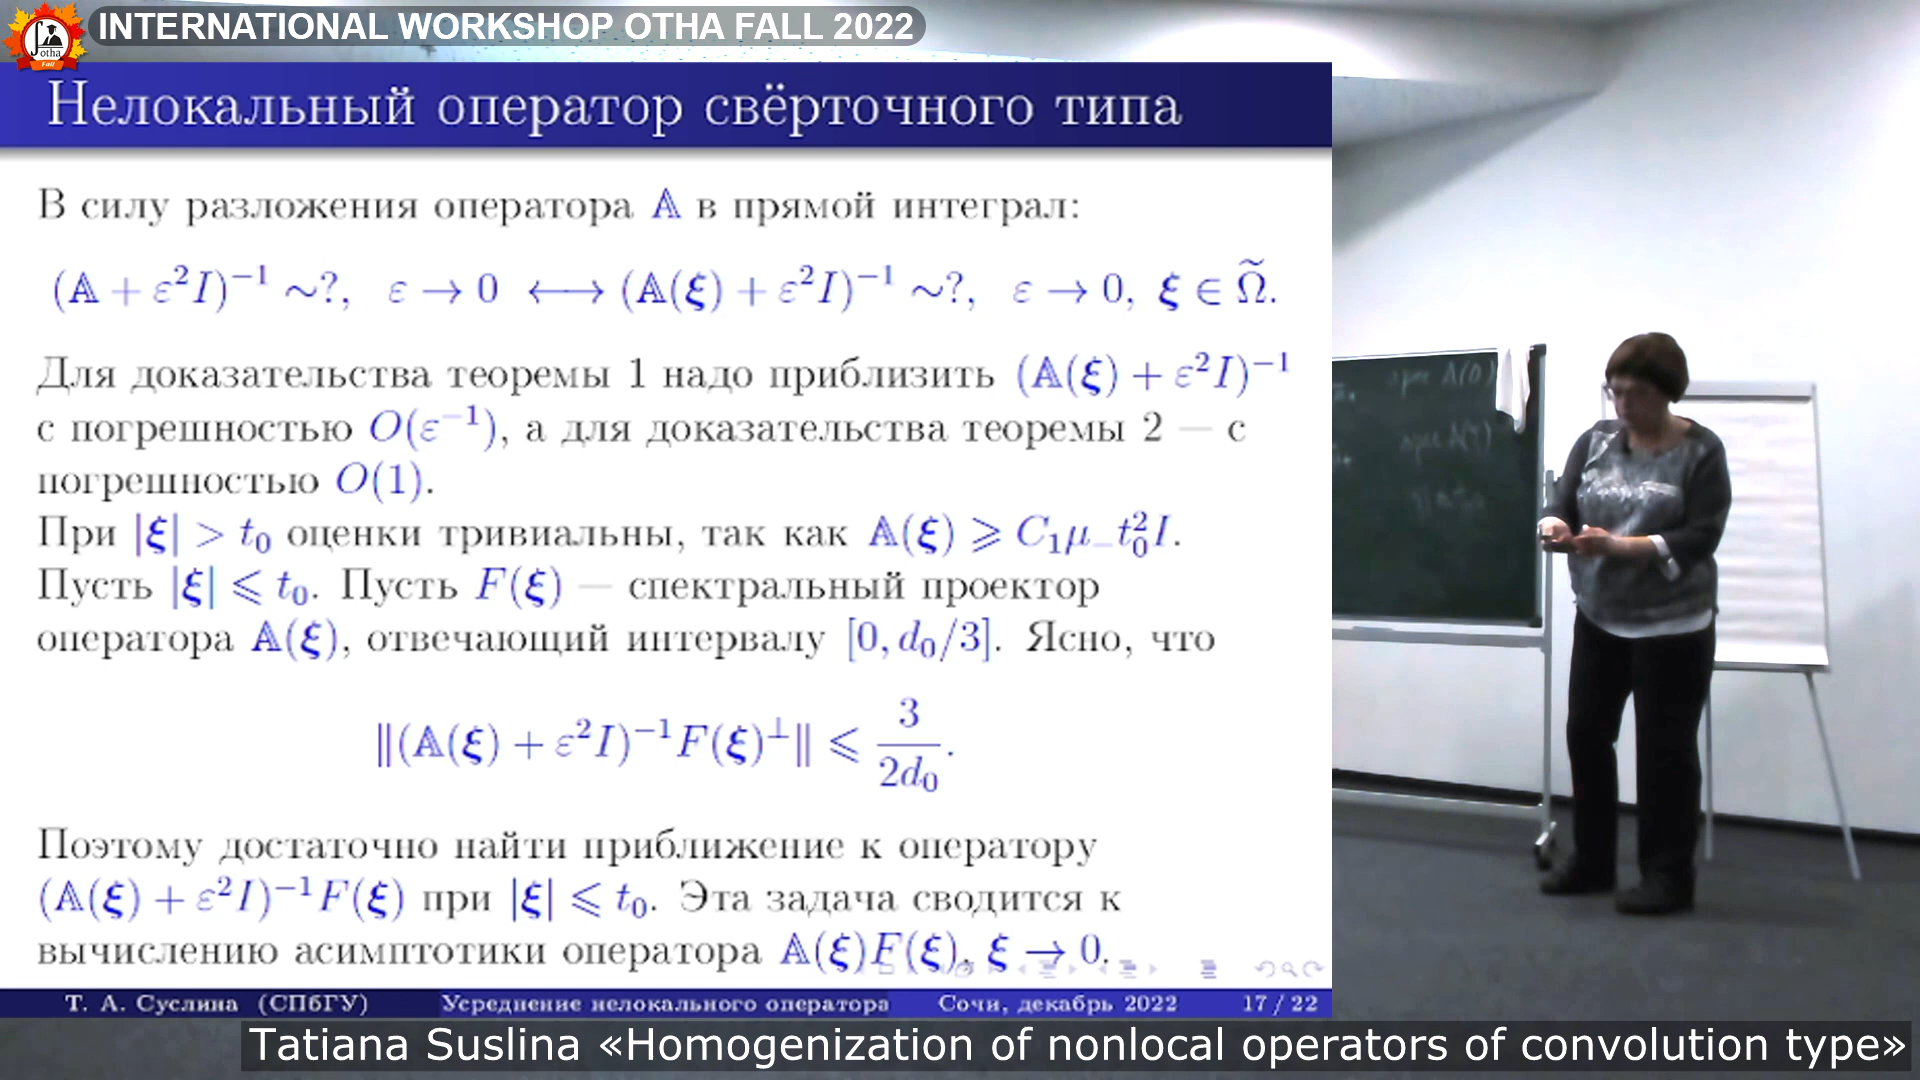 INTERNATIONAL WORKSHOP OTHA FALL 2022
otha
Fall
Нелокальный оператор свёрточного типа
В силу разложения оператора 𝔸 в прямой интеграл:
(𝔸 + ε²I)⁻¹ ∼?, ε → 0 ⟷ (𝔸(ξ) + ε²I)⁻¹ ∼?, ε → 0, ξ ∈ Ω̃.
Для доказательства теоремы 1 надо приблизить (𝔸(ξ) + ε²I)⁻¹
с погрешностью O(ε⁻¹), а для доказательства теоремы 2 — с
погрешностью O(1).
При |ξ| > t₀ оценки тривиальны, так как 𝔸(ξ) ⩾ C₁μ₋t₀²I.
Пусть |ξ| ⩽ t₀. Пусть F(ξ) — спектральный проектор
оператора 𝔸(ξ), отвечающий интервалу [0, d₀/3]. Ясно, что
‖(𝔸(ξ) + ε²I)⁻¹F(ξ)^⊥‖ ⩽ 3/(2d₀).
Поэтому достаточно найти приближение к оператору
(𝔸(ξ) + ε²I)⁻¹F(ξ) при |ξ| ⩽ t₀. Эта задача сводится к
вычислению асимптотики оператора 𝔸(ξ)F(ξ), ξ → 0.
Т. А. Суслина (СПбГУ) Усреднение нелокального оператора Сочи, декабрь 2022 17 / 22
Tatiana Suslina «Homogenization of nonlocal operators of convolution type»